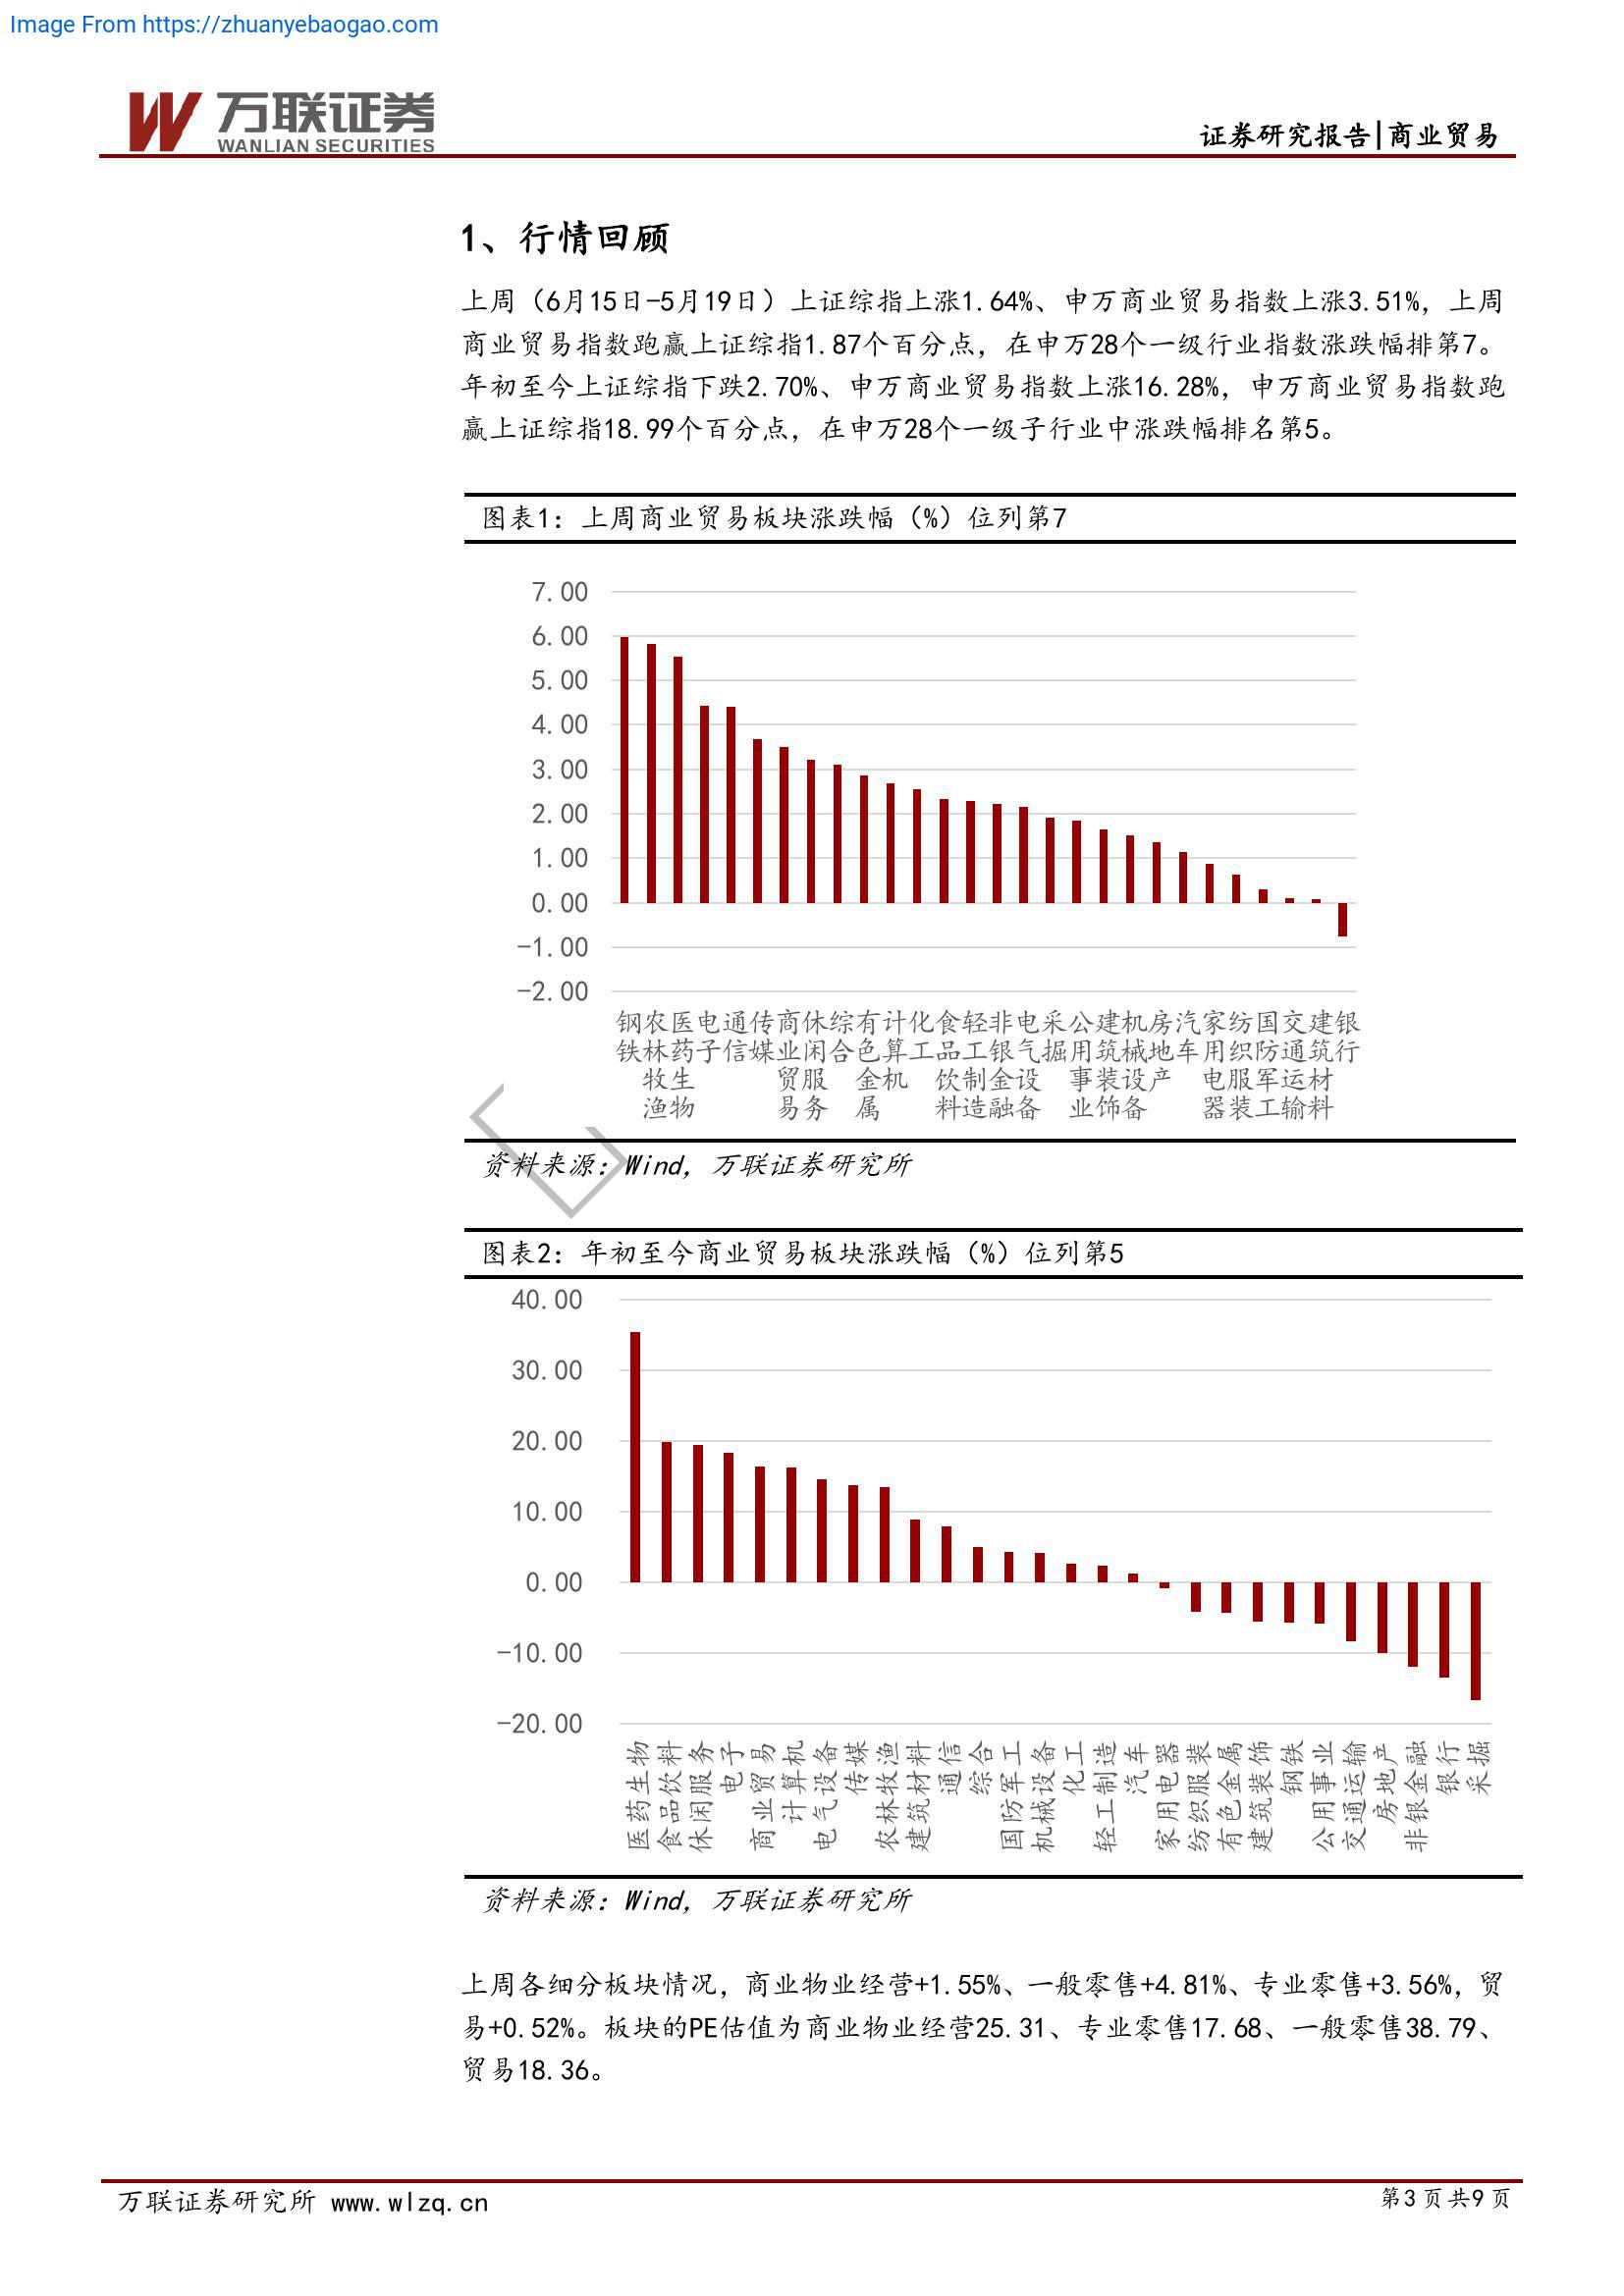 Image From https://zhuanyebaogao.com
万联证券
WANLIAN SECURITIES
证券研究报告|商业贸易
1、行情回顾
上周（6月15日-5月19日）上证综指上涨1.64%、申万商业贸易指数上涨3.51%，上周
商业贸易指数跑赢上证综指1.87个百分点，在申万28个一级行业指数涨跌幅排第7。
年初至今上证综指下跌2.70%、申万商业贸易指数上涨16.28%，申万商业贸易指数跑
赢上证综指18.99个百分点，在申万28个一级子行业中涨跌幅排名第5。
图表1：上周商业贸易板块涨跌幅（%）位列第7
7.00
6.00
5.00
4.00
3.00
2.00
1.00
0.00
-1.00
-2.00
钢铁
农林牧渔
医药生物
电子
通信
传媒
商业贸易
休闲服务
综合
有色金属
计算机
化工
食品饮料
轻工制造
非银金融
电气设备
采掘
公用事业
建筑装饰
机械设备
房地产
汽车
家用电器
纺织服装
国防军工
交通运输
建筑材料
银行
资料来源：Wind，万联证券研究所
图表2：年初至今商业贸易板块涨跌幅（%）位列第5
40.00
30.00
20.00
10.00
0.00
-10.00
-20.00
医药生物
食品饮料
休闲服务
电子
商业贸易
计算机
电气设备
传媒
农林牧渔
建筑材料
通信
综合
国防军工
机械设备
化工
轻工制造
汽车
家用电器
纺织服装
有色金属
建筑装饰
钢铁
公用事业
交通运输
房地产
非银金融
银行
采掘
资料来源：Wind，万联证券研究所
上周各细分板块情况，商业物业经营+1.55%、一般零售+4.81%、专业零售+3.56%，贸
易+0.52%。板块的PE估值为商业物业经营25.31、专业零售17.68、一般零售38.79、
贸易18.36。
万联证券研究所 www.wlzq.cn
第3页共9页